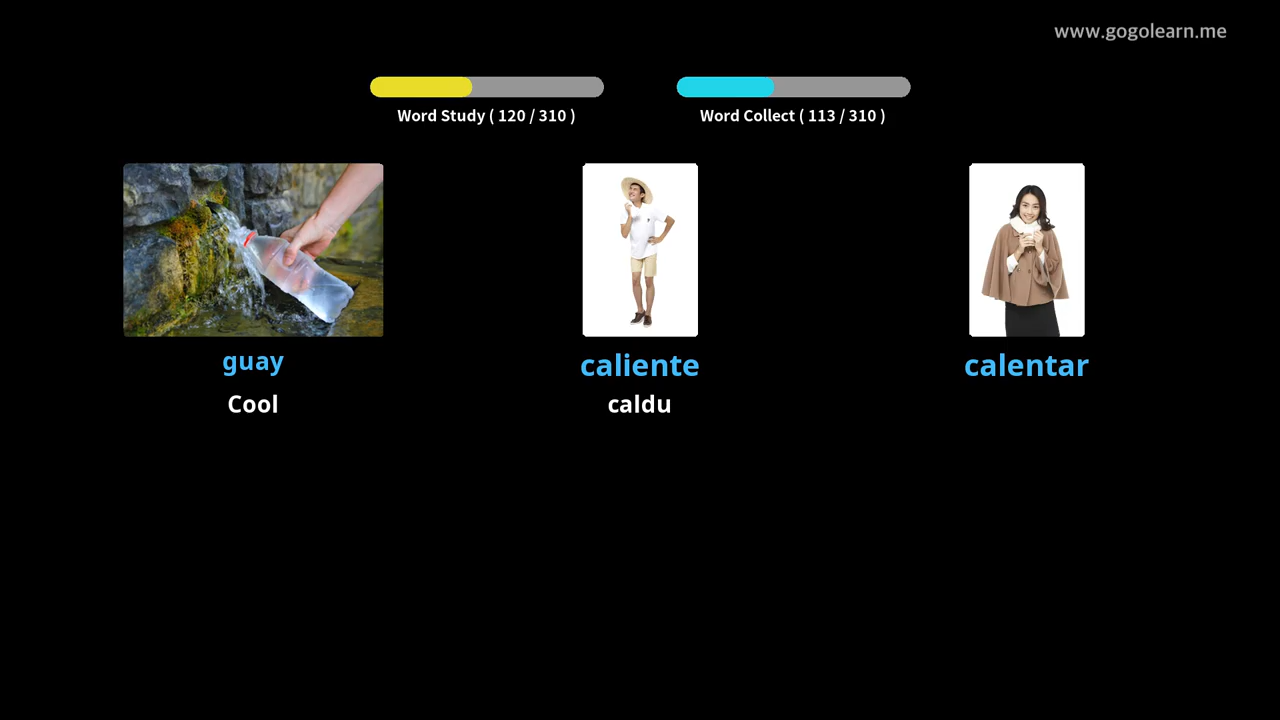 www.gogolearn.me
Word Study ( 120 / 310 )
Word Collect ( 113 / 310 )
guay
caliente
calentar
Cool
caldu